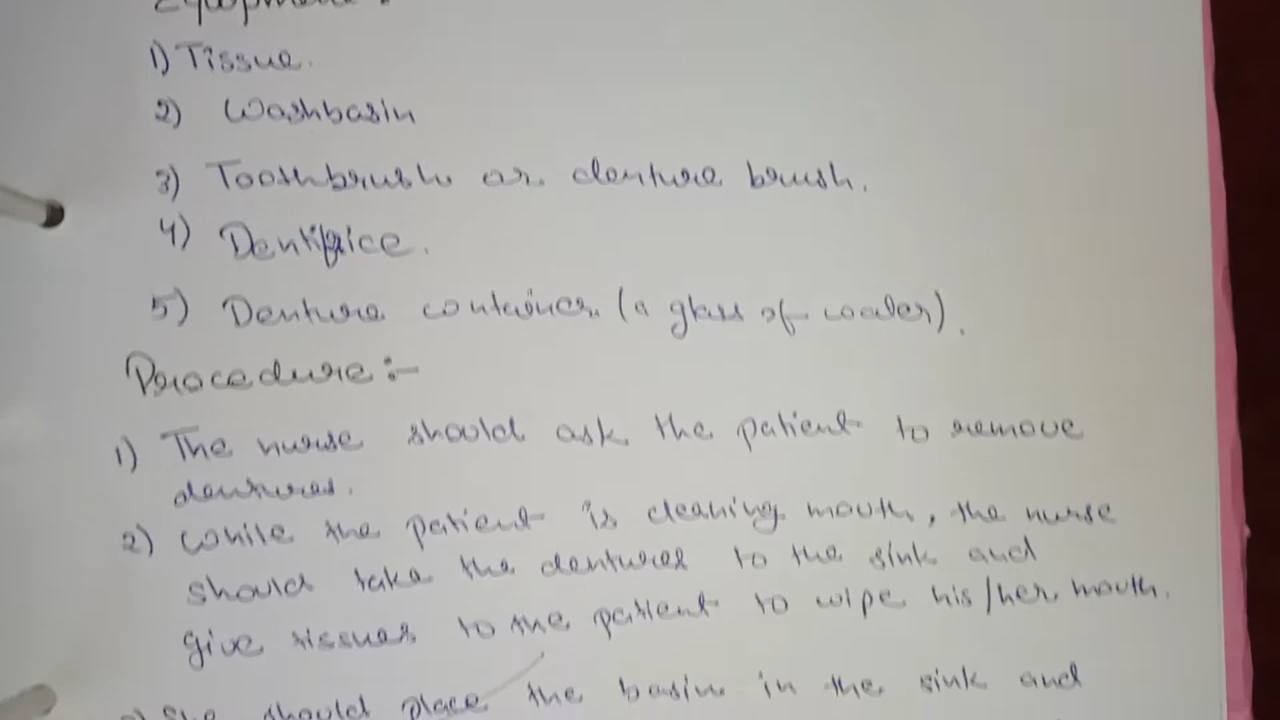 Equipment :
1) Tissue.
2) Washbasin
3) Toothbrush or denture brush.
4) Dentifrice.
5) Denture container (a glass of water).
Procedure :-
1) The nurse should ask the patient to remove
dentures.
2) While the patient is cleaning mouth, the nurse
should take the dentures to the sink and
give tissues to the patient to wipe his/her mouth.
3) She should place the basin in the sink and